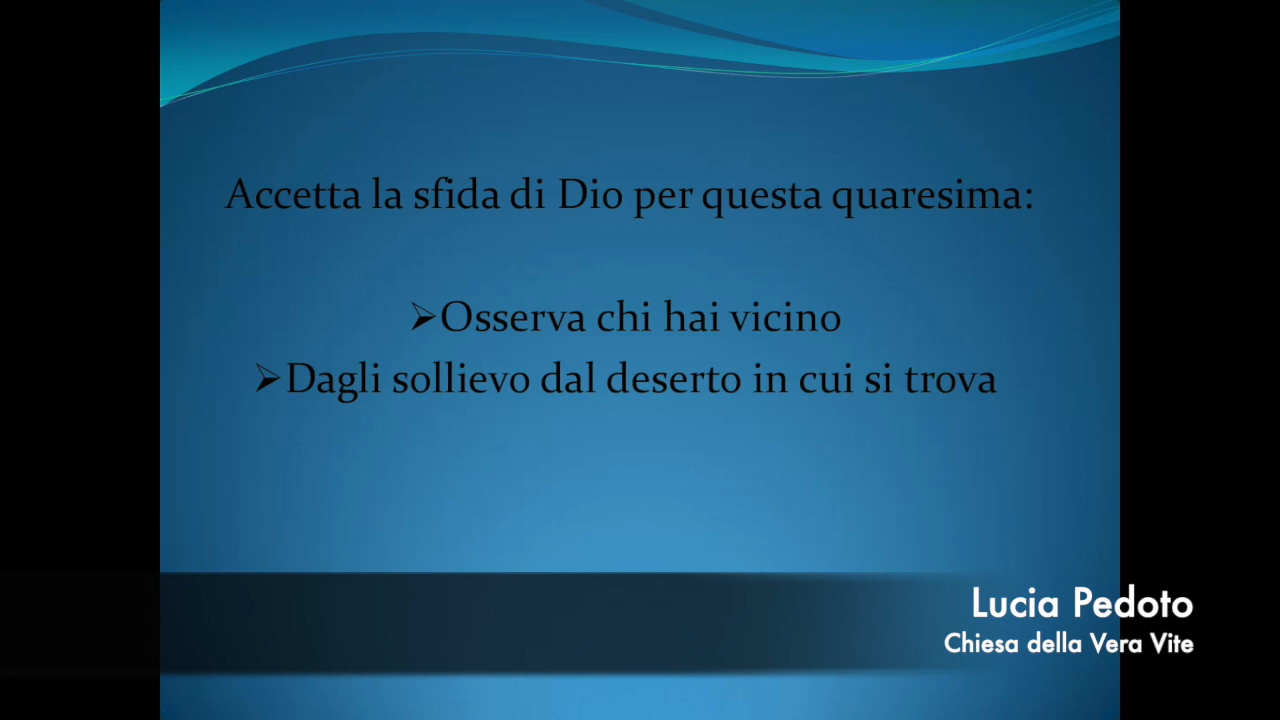 Accetta la sfida di Dio per questa quaresima:
➢Osserva chi hai vicino
➢Dagli sollievo dal deserto in cui si trova
Lucia Pedoto
Chiesa della Vera Vite